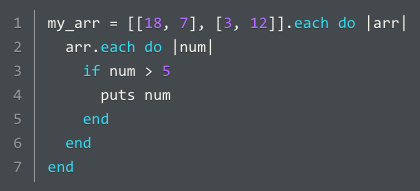 1 my_arr = [[18, 7], [3, 12]].each do |arr|
2   arr.each do |num|
3     if num > 5
4       puts num
5     end
6   end
7 end